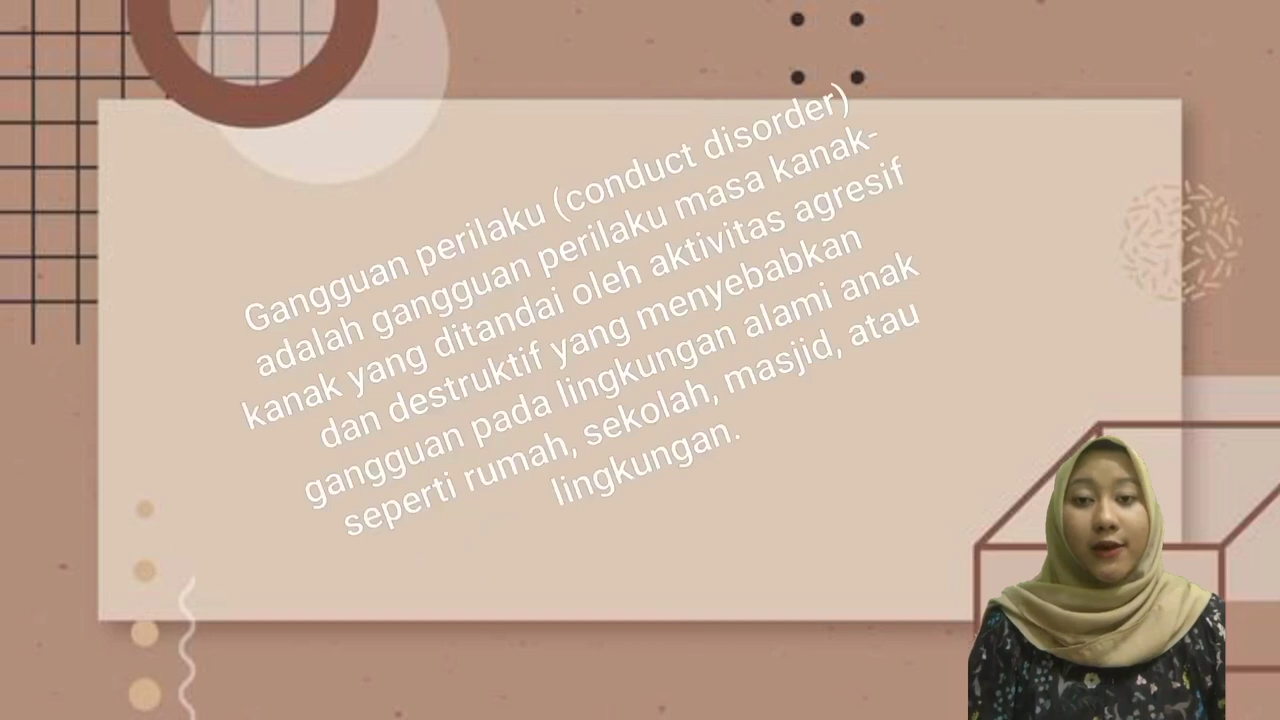 Gangguan perilaku (conduct disorder)
adalah gangguan perilaku masa kanak-
kanak yang ditandai oleh aktivitas agresif
dan destruktif yang menyebabkan
gangguan pada lingkungan alami anak
seperti rumah, sekolah, masjid, atau
lingkungan.